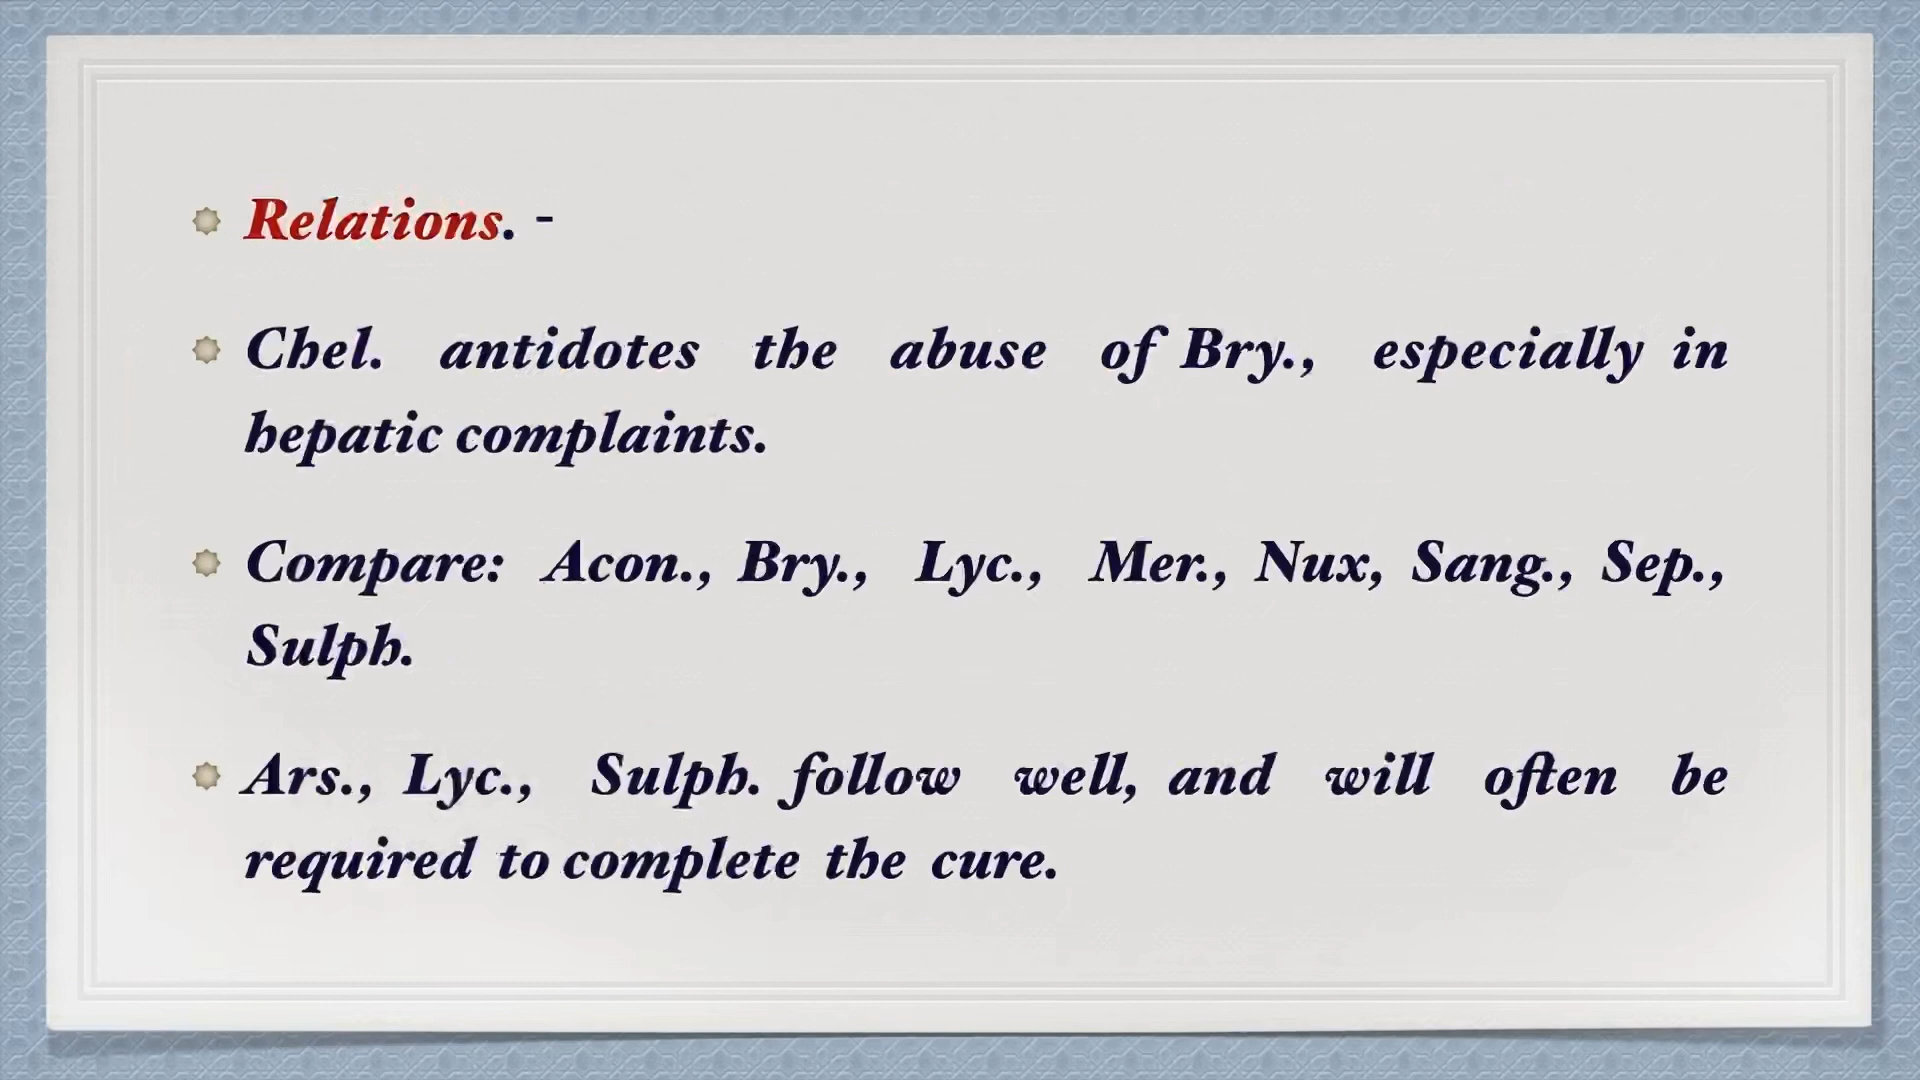 Relations. -
Chel. antidotes the abuse of Bry., especially in
hepatic complaints.
Compare: Acon., Bry., Lyc., Mer., Nux, Sang., Sep.,
Sulph.
Ars., Lyc., Sulph. follow well, and will often be
required to complete the cure.